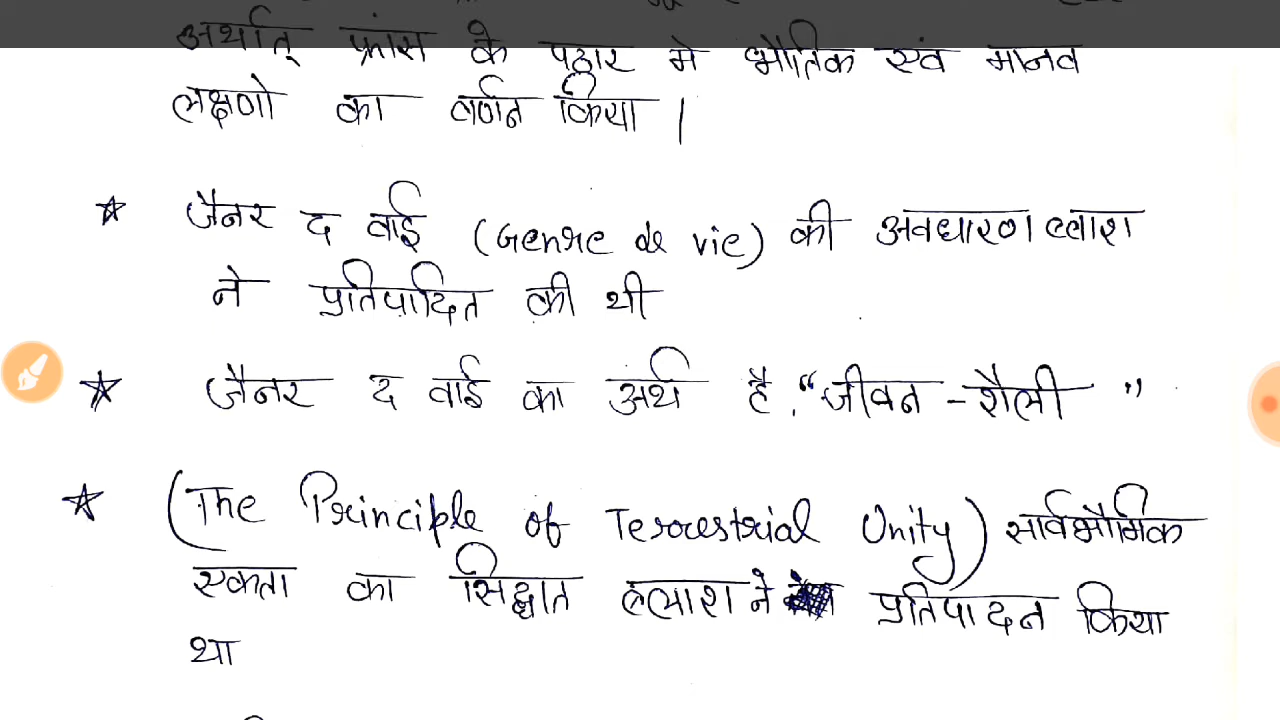 अर्थात् फ्रांस के पठार मे भौतिक एवं मानव
लक्षणो का वर्णन किया |
☆ जैनर द वाई (Genre de vie) की अवधारणा ब्लाश
ने प्रतिपादित की थी
☆ जैनर द वाई का अर्थ है. “जीवन - शैली ”
☆ (The Principle of Terrestrial Unity) सार्वभौमिक
एकता का सिद्धात ब्लाश ने प्रतिपादन किया
था